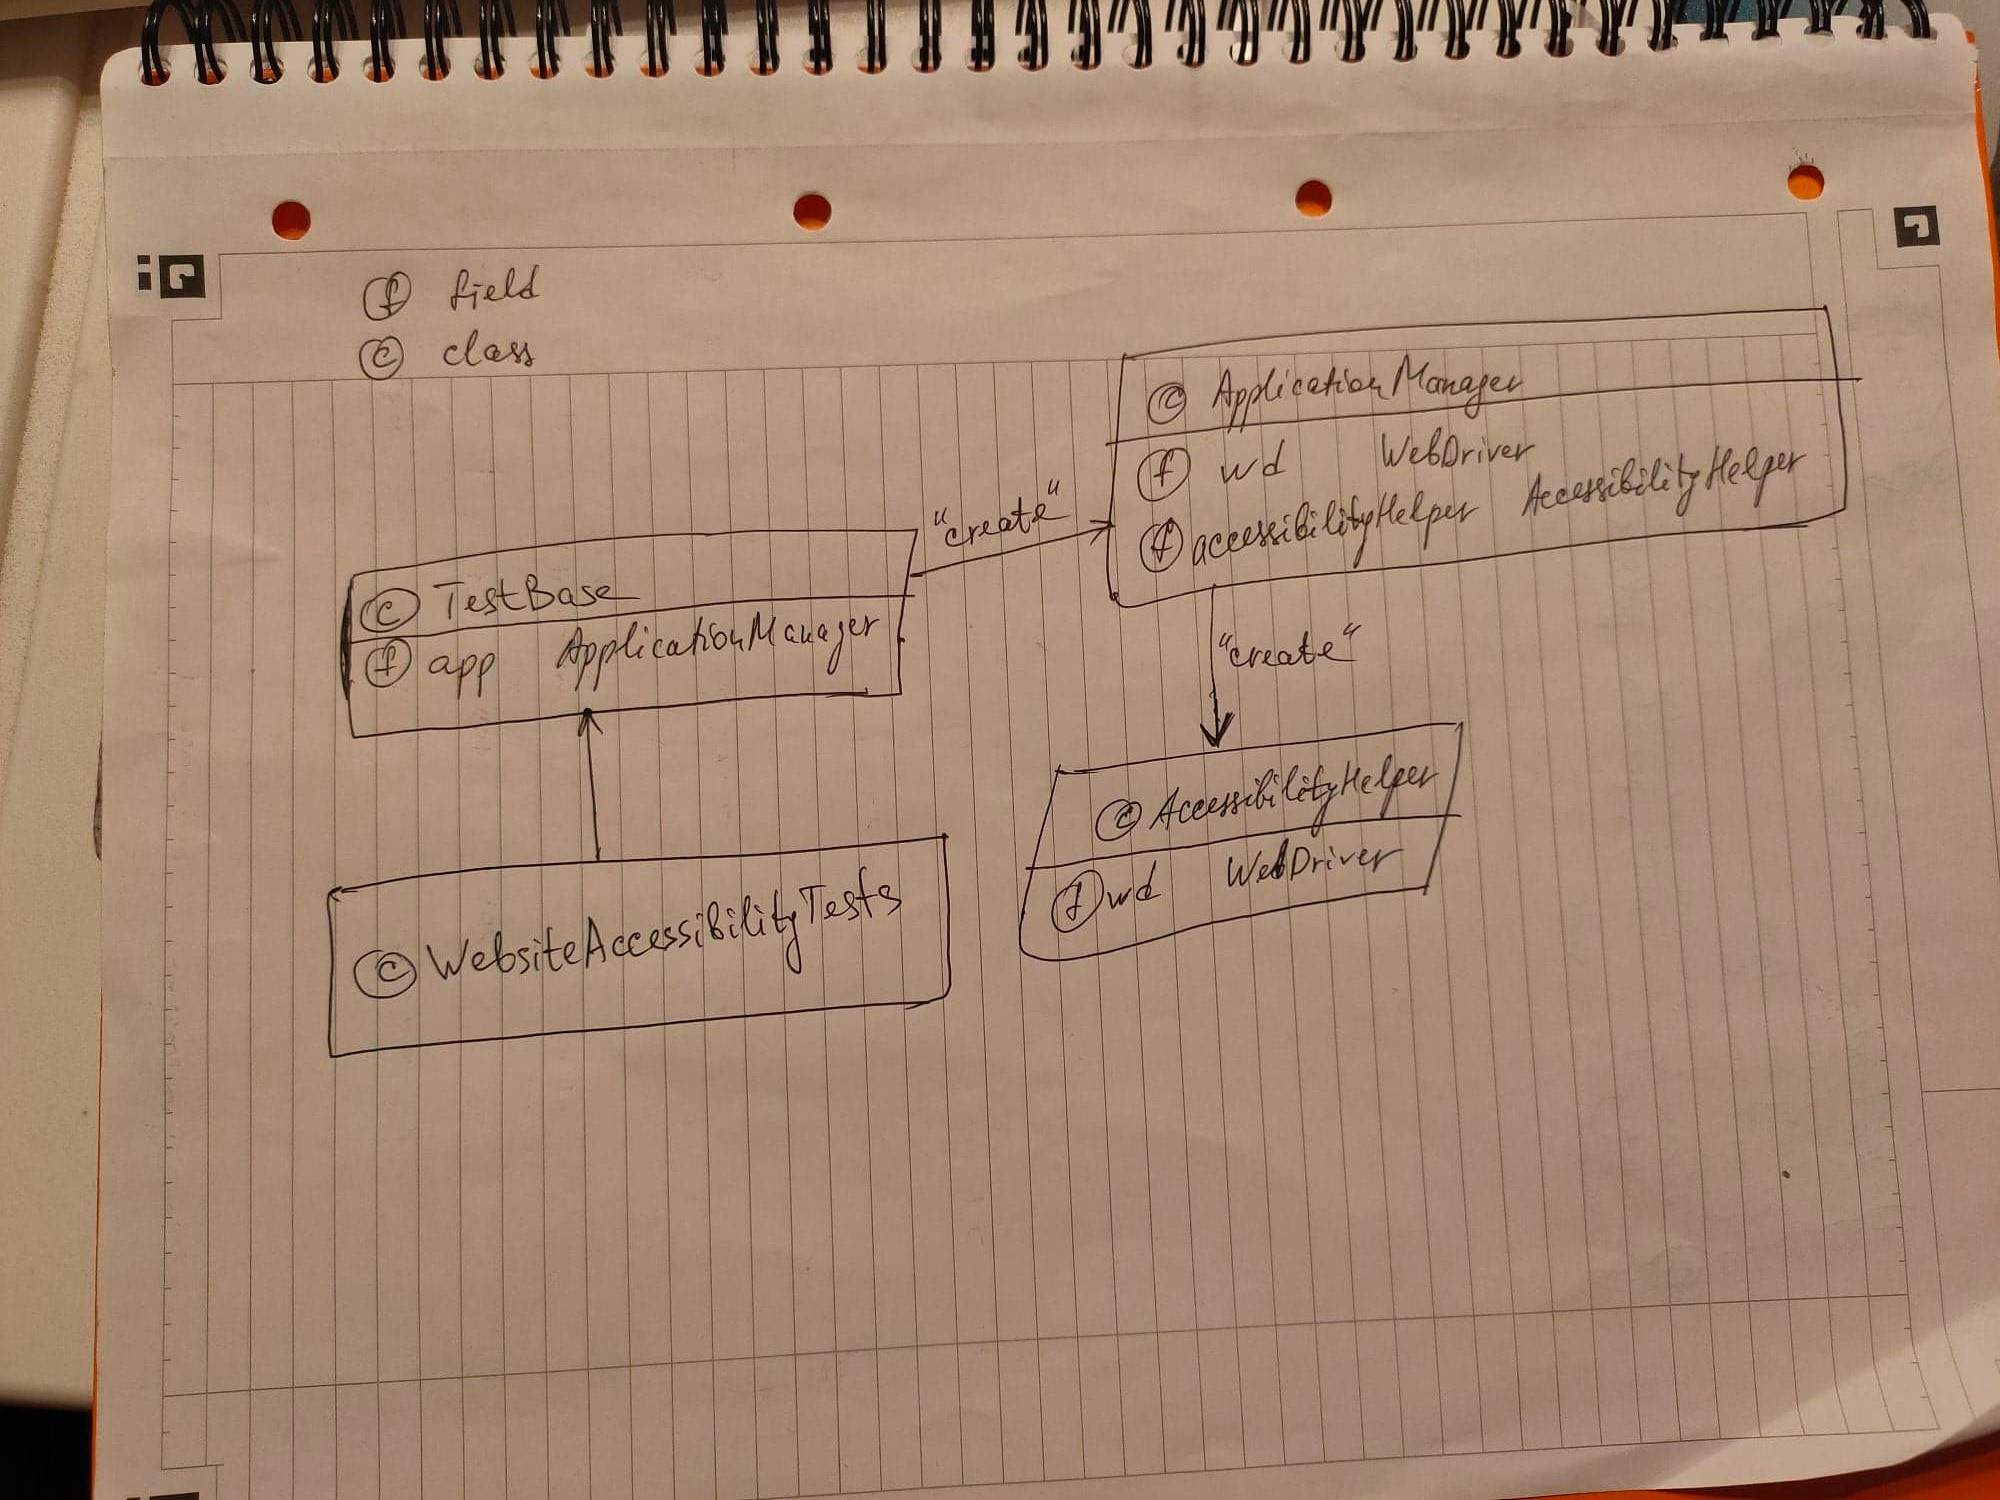 f field
c class
c ApplicationManager
f wd WebDriver
f accessibilityHelper AccessibilityHelper
"create"
c TestBase
f app ApplicationManager
"create"
c AccessibilityHelper
f wd WebDriver
c WebsiteAccessibilityTests